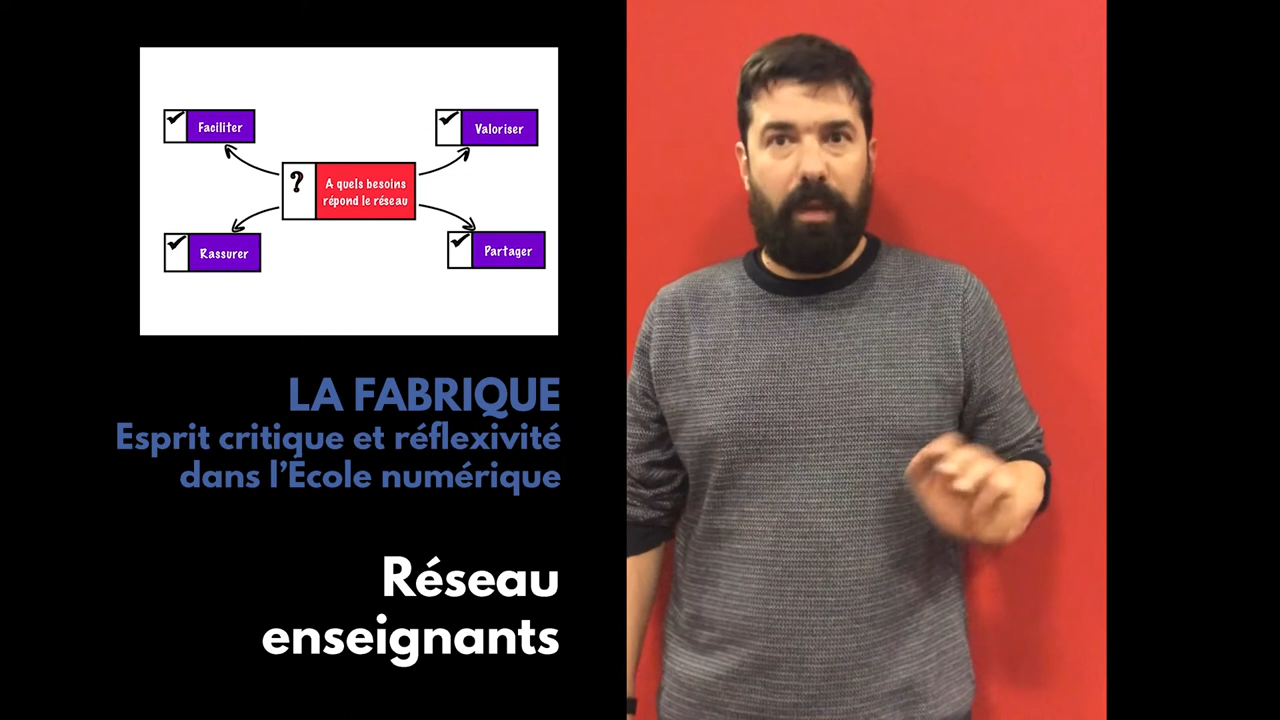 Faciliter
Valoriser
?
A quels besoins
répond le réseau
Rassurer
Partager
LA FABRIQUE
Esprit critique et réflexivité
dans l'École numérique
Réseau
enseignants